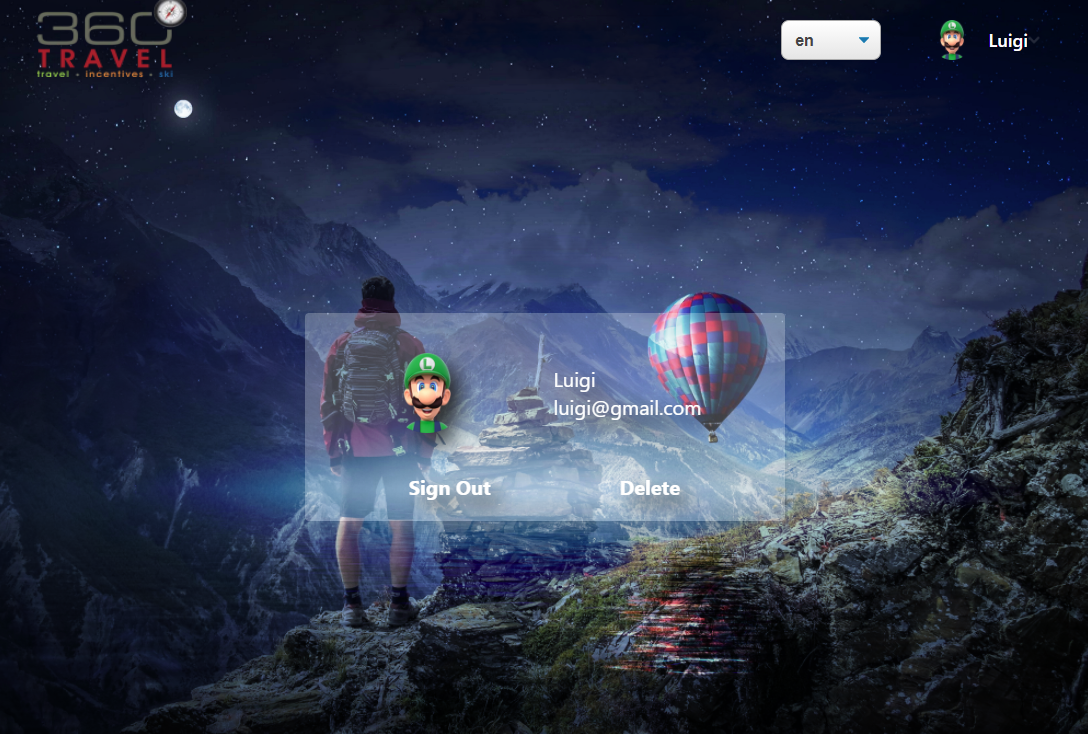 360
TRAVEL
travel • incentives • ski
en
Luigi
Luigi
luigi@gmail.com
Sign Out
Delete